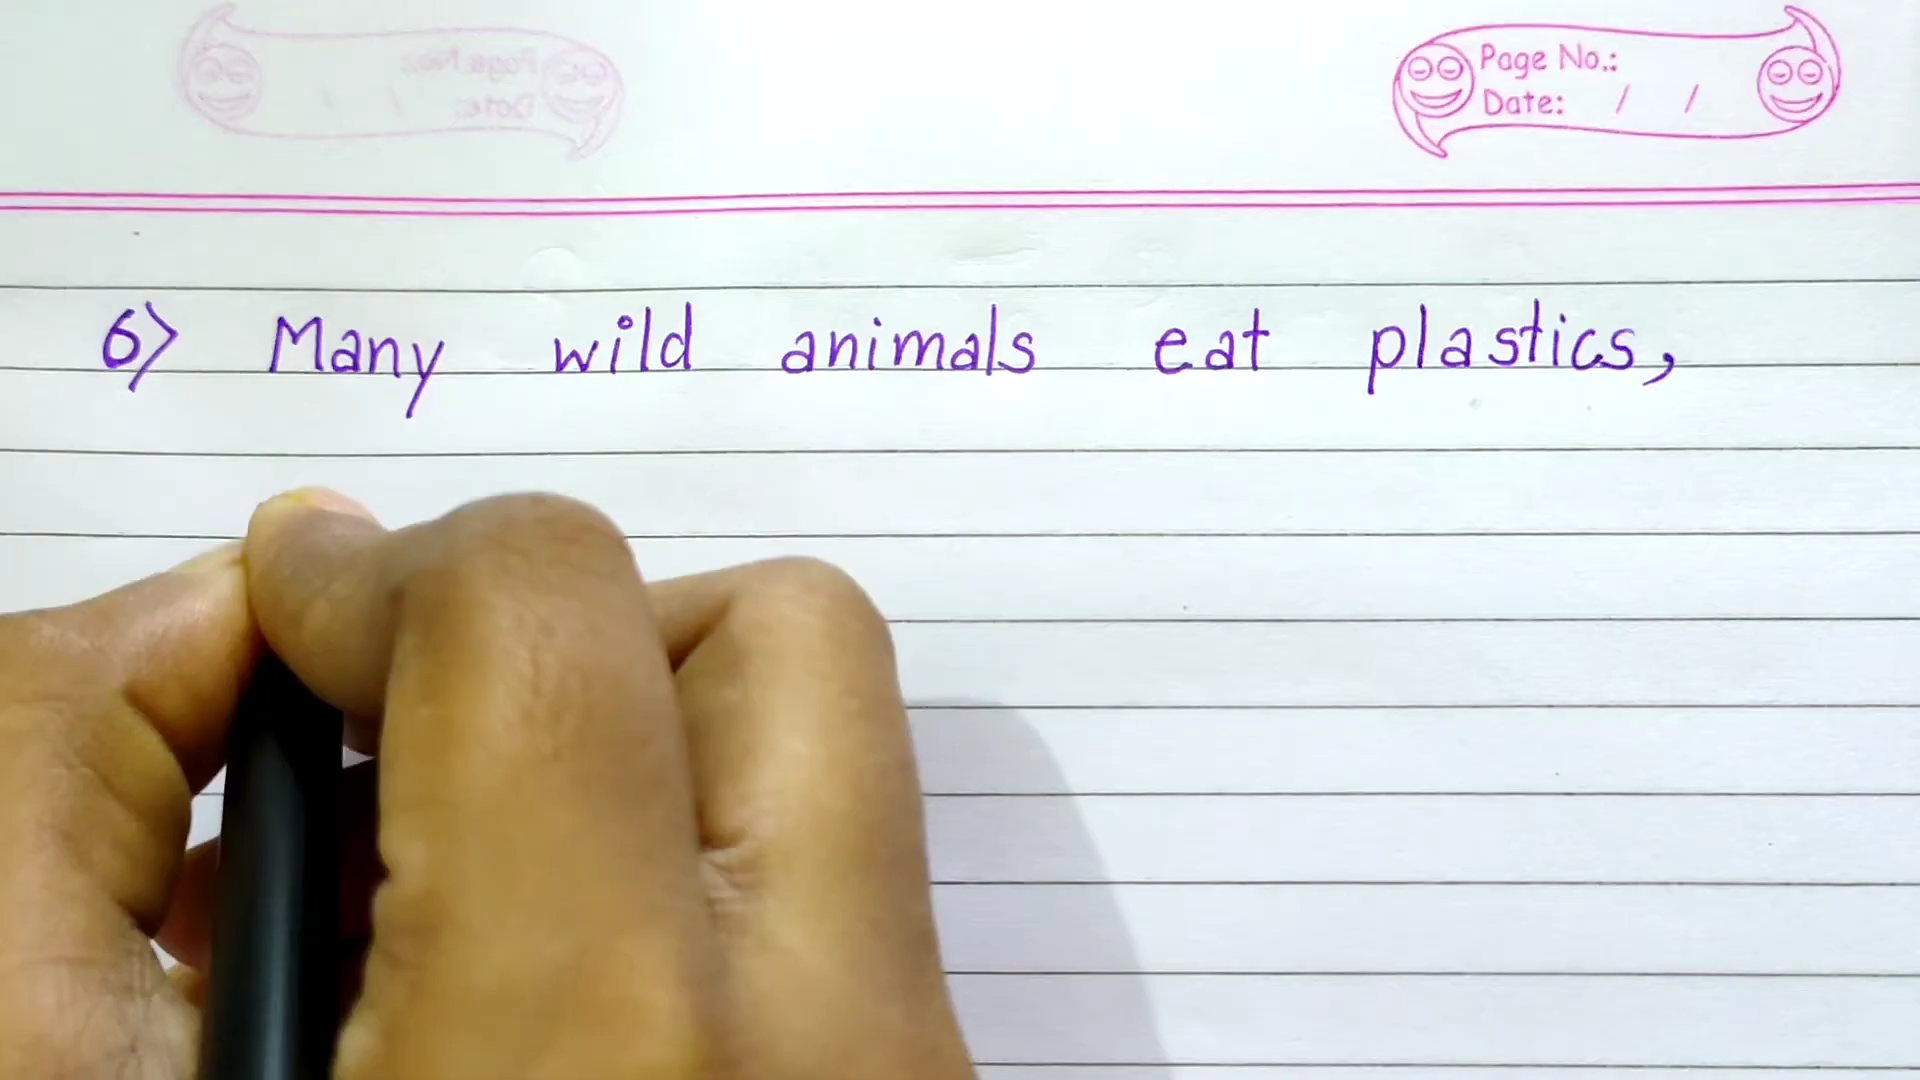 Page No.:
Date: / /
6) Many wild animals eat plastics,